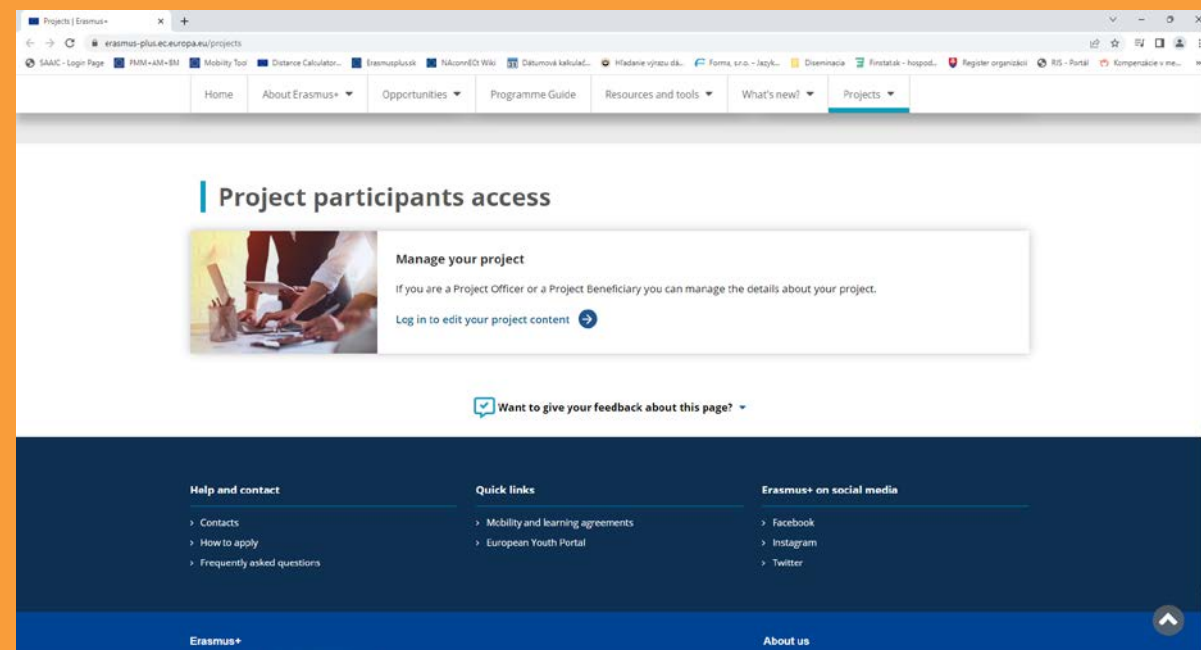 Projects | Erasmus+
erasmus-plus.ec.europa.eu/projects
SAAIC - Login Page PMM+AM+BM Mobility Tool Distance Calculator... Erasmusplus.sk NAconnECt Wiki Dátumová kalkulač... Hľadanie výrazu dá... Forma, s.r.o. - Jazyk... Diseminacia Finstat.sk - hospod... Register organizácií RIS - Portál Kompenzácie v me...
Home About Erasmus+ Opportunities Programme Guide Resources and tools What's new? Projects
Project participants access
Manage your project
If you are a Project Officer or a Project Beneficiary you can manage the details about your project.
Log in to edit your project content
Want to give your feedback about this page?
Help and contact
Contacts
How to apply
Frequently asked questions
Quick links
Mobility and learning agreements
European Youth Portal
Erasmus+ on social media
Facebook
Instagram
Twitter
Erasmus+
About us